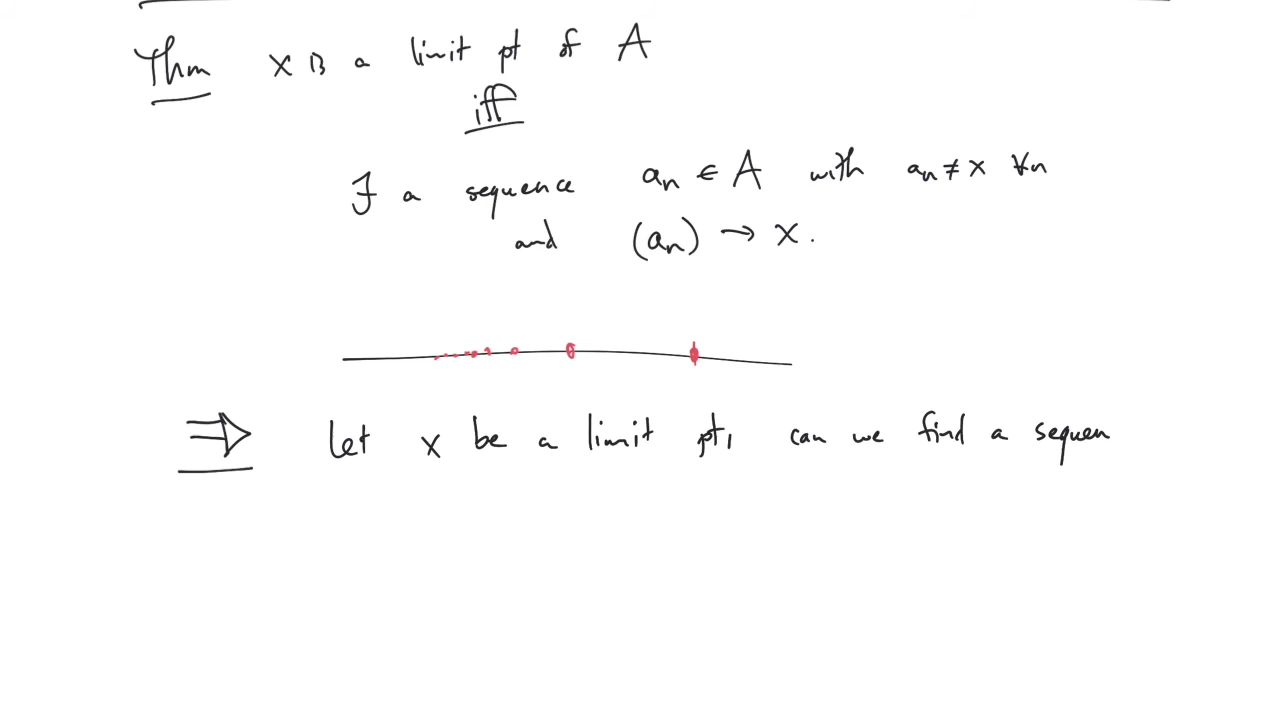 Thm x is a limit pt of A
iff
∃ a sequence aₙ ∈ A with aₙ ≠ x ∀n
and (aₙ) → x.
⇒ Let x be a limit pt, can we find a sequen